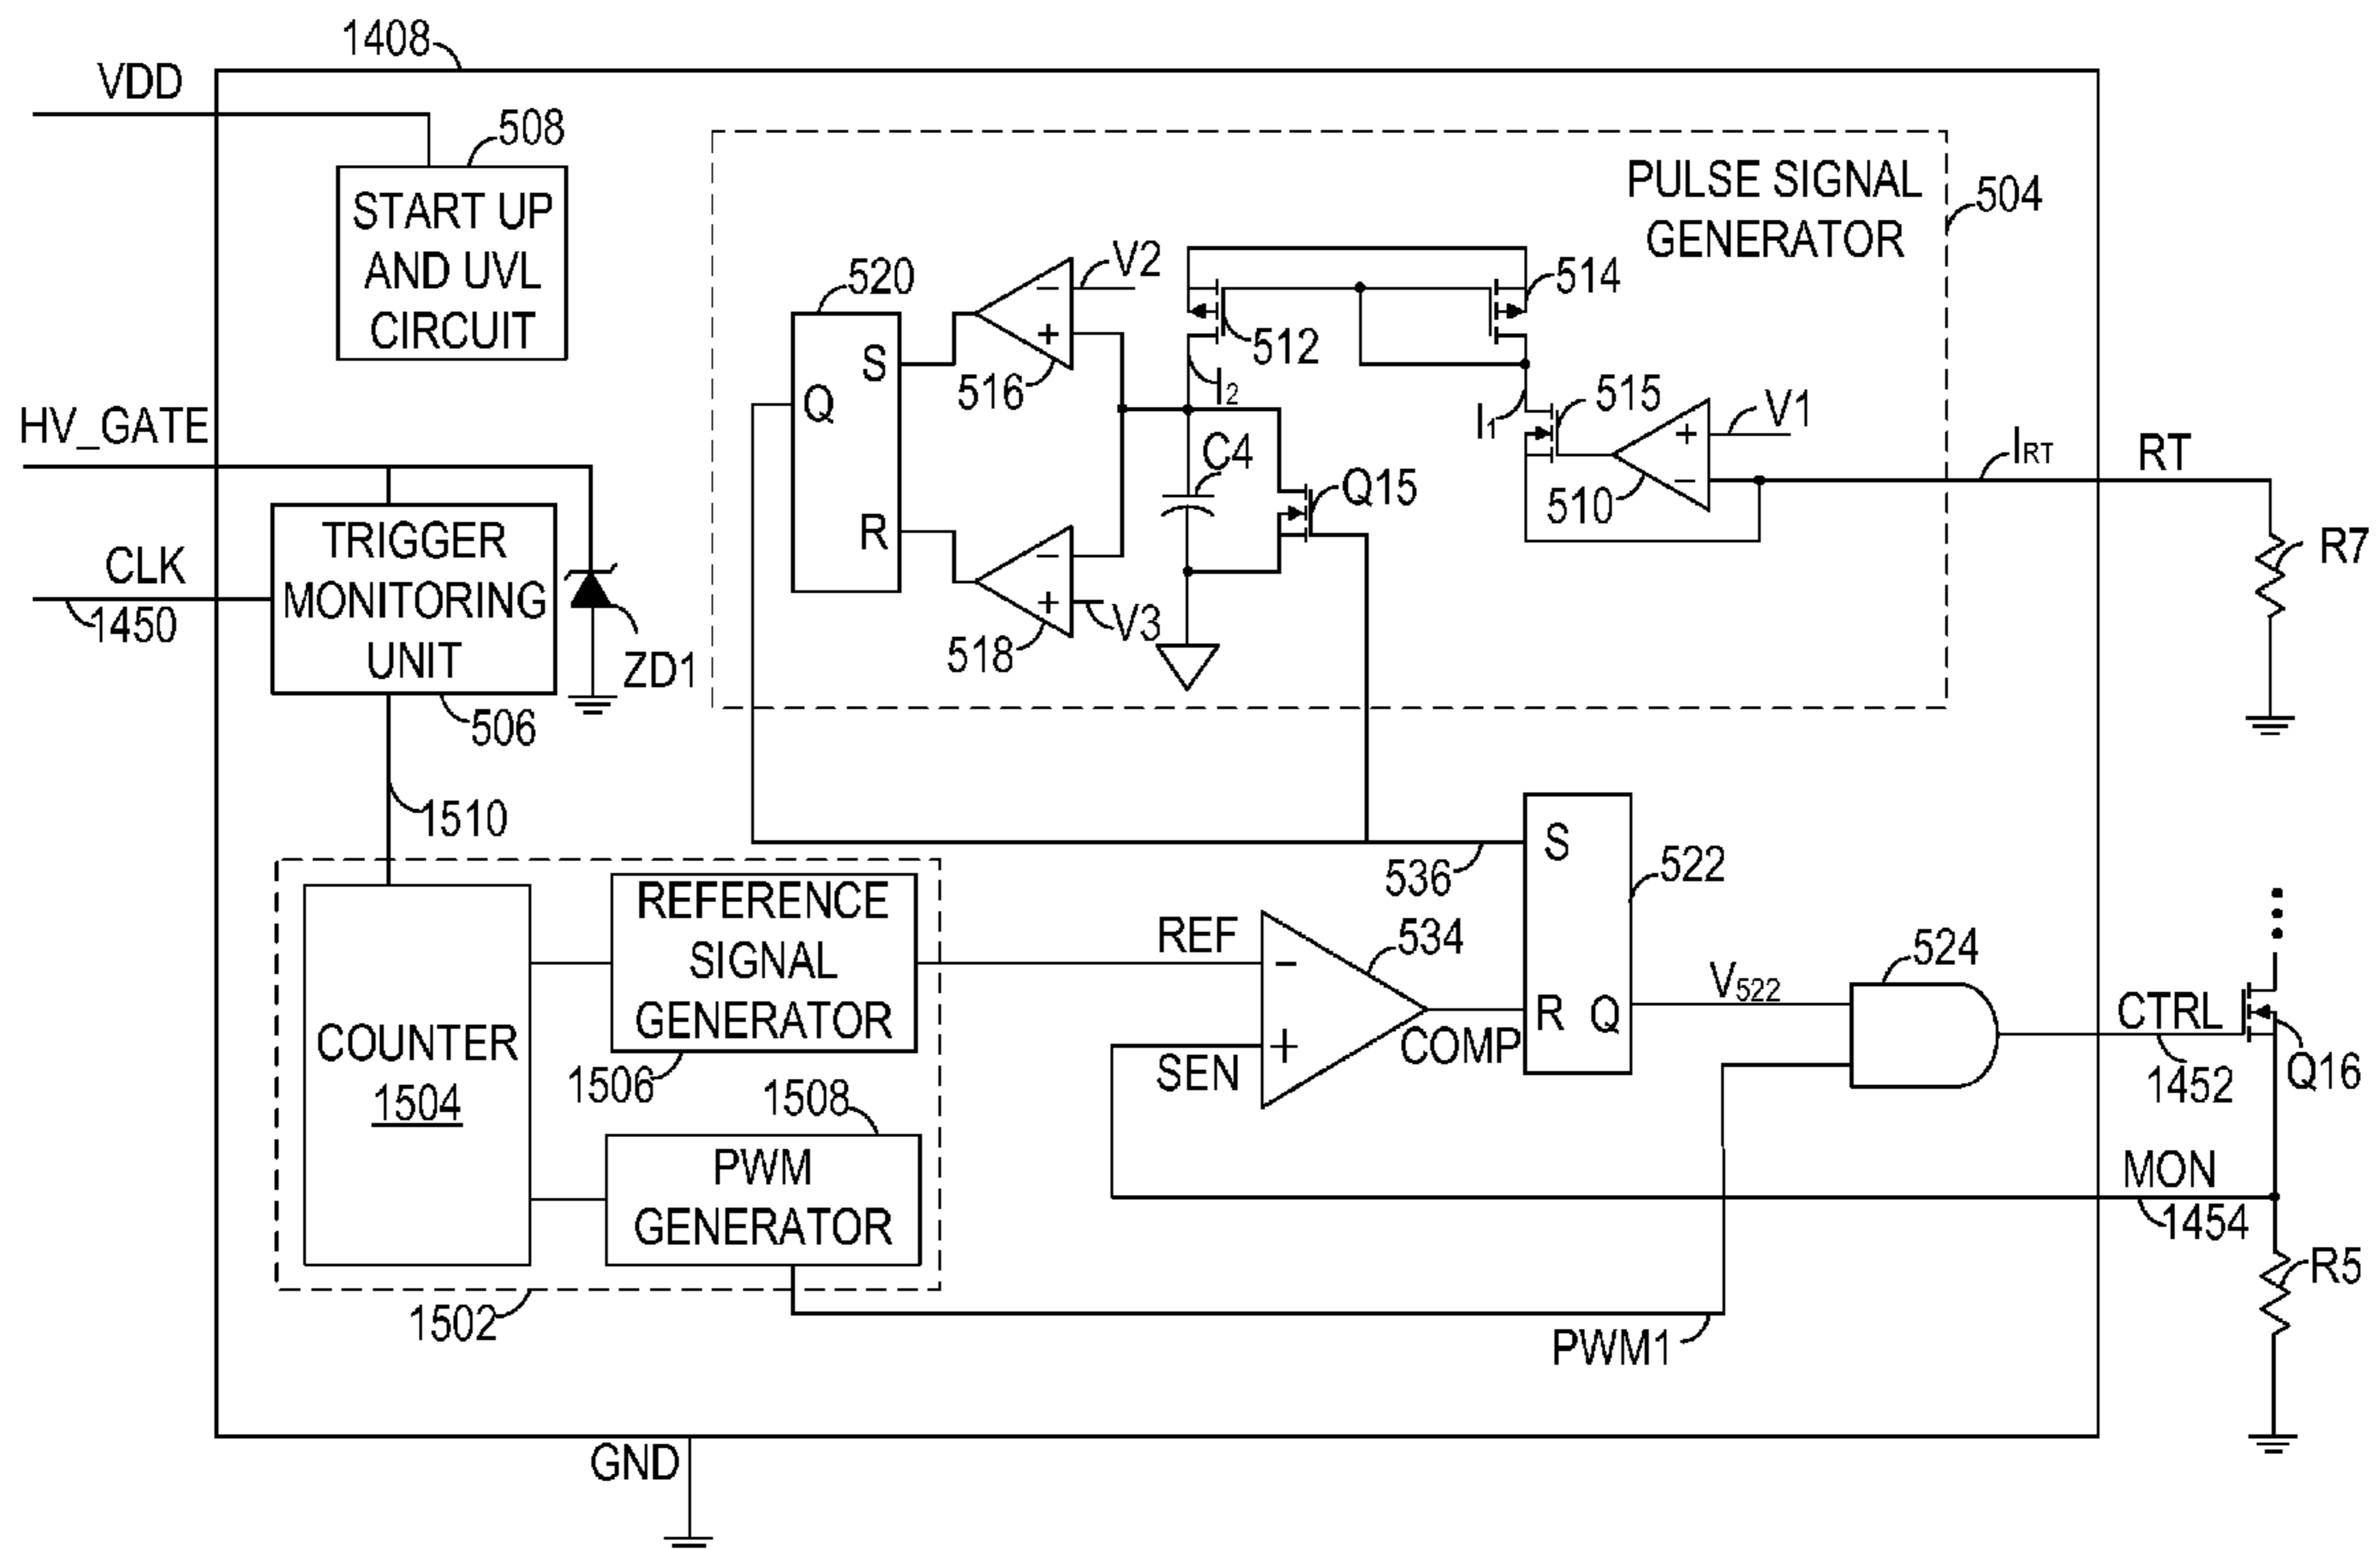 1408
VDD
508
START UP
AND UVL
CIRCUIT
PULSE SIGNAL
GENERATOR
504
520
V2
514
512
S
516
I2
Q
R
C4
515
I1
V1
HV_GATE
IRT
RT
510
Q15
R7
TRIGGER
MONITORING
UNIT
CLK
1450
ZD1
518
V3
506
1510
S
522
536
REFERENCE
SIGNAL
GENERATOR
REF
534
524
COUNTER
1504
R
Q
V522
CTRL
COMP
SEN
1506
1508
1452
Q16
PWM
GENERATOR
MON
1454
R5
1502
PWM1
GND